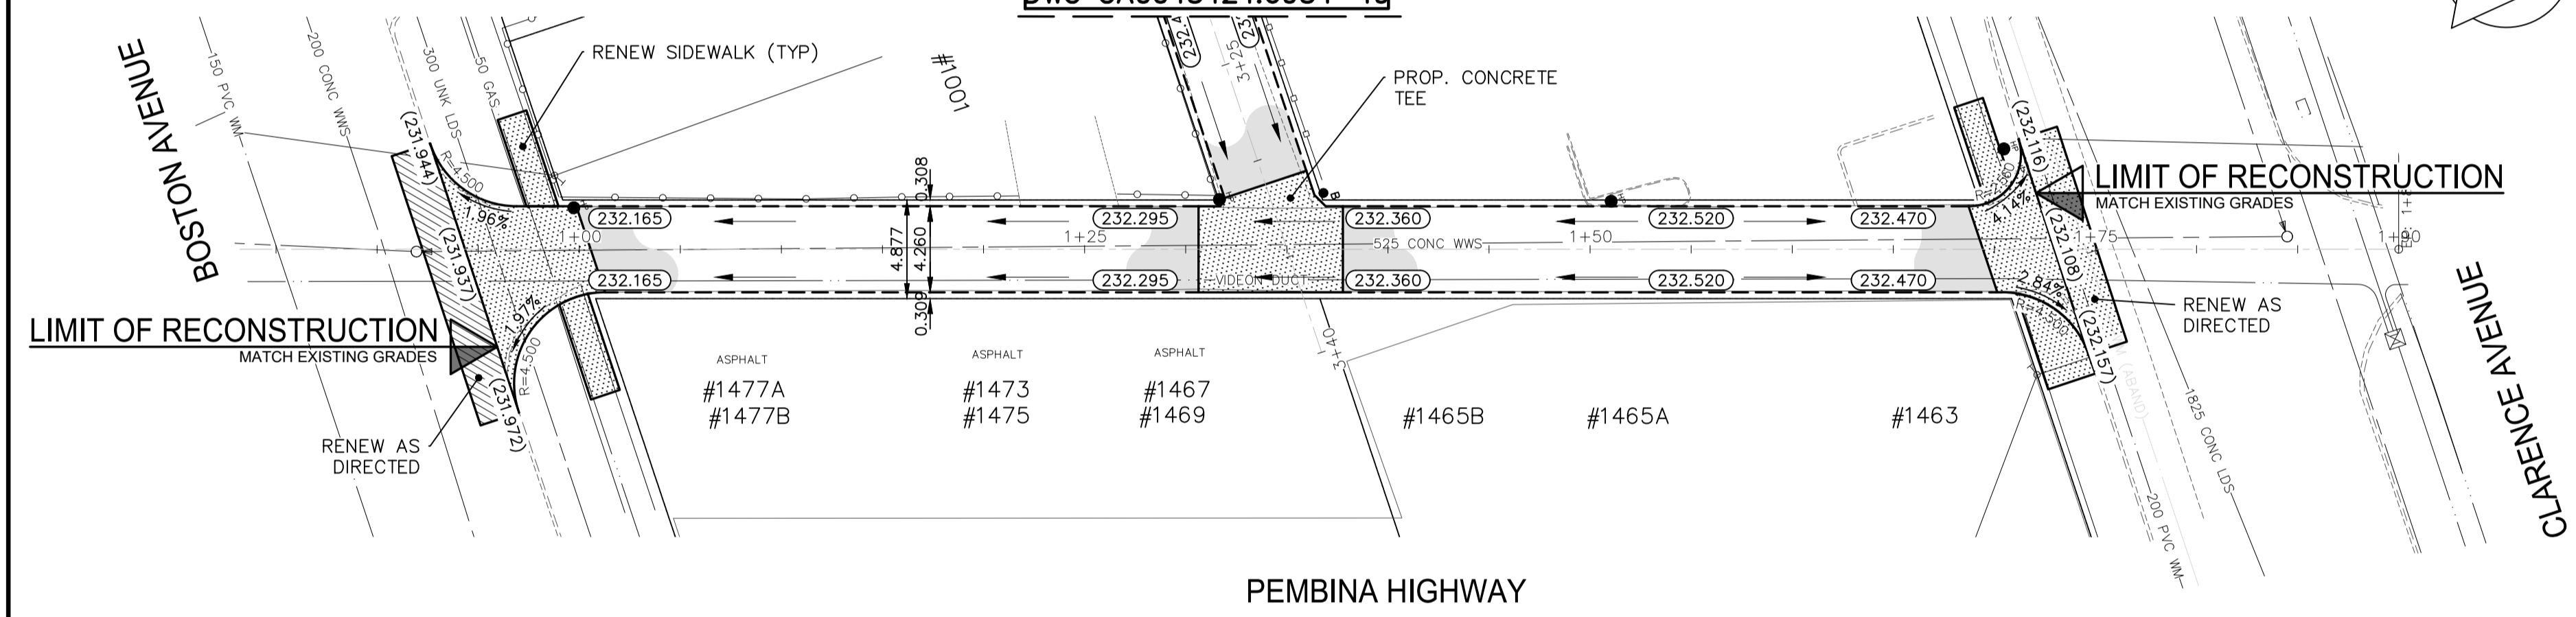 BOSTON AVENUE
150 PVC WM
200 CONC WWS
300 UNK LDS
50 GAS
RENEW SIDEWALK (TYP)
#1001
3+25
PROP. CONCRETE
TEE
(231.944)
R=4.500
1.96%
(231.937)
1.97%
R=4.500
(231.972)
LIMIT OF RECONSTRUCTION
MATCH EXISTING GRADES
RENEW AS
DIRECTED
232.165
232.295
232.360
232.520
232.470
1+00
1+25
1+50
1+75
525 CONC WWS
0.308
4.877
4.260
0.309
232.165
232.295
VIDEON DUCT
232.360
232.520
232.470
3+40
(232.116)
4.14%
(232.108)
2.84%
R=4.500
(232.157)
LIMIT OF RECONSTRUCTION
MATCH EXISTING GRADES
RENEW AS
DIRECTED
(ABAND)
1825 CONC LDS
200 PVC WM
CLARENCE AVENUE
ASPHALT
#1477A
#1477B
ASPHALT
#1473
#1475
ASPHALT
#1467
#1469
#1465B
#1465A
#1463
PEMBINA HIGHWAY